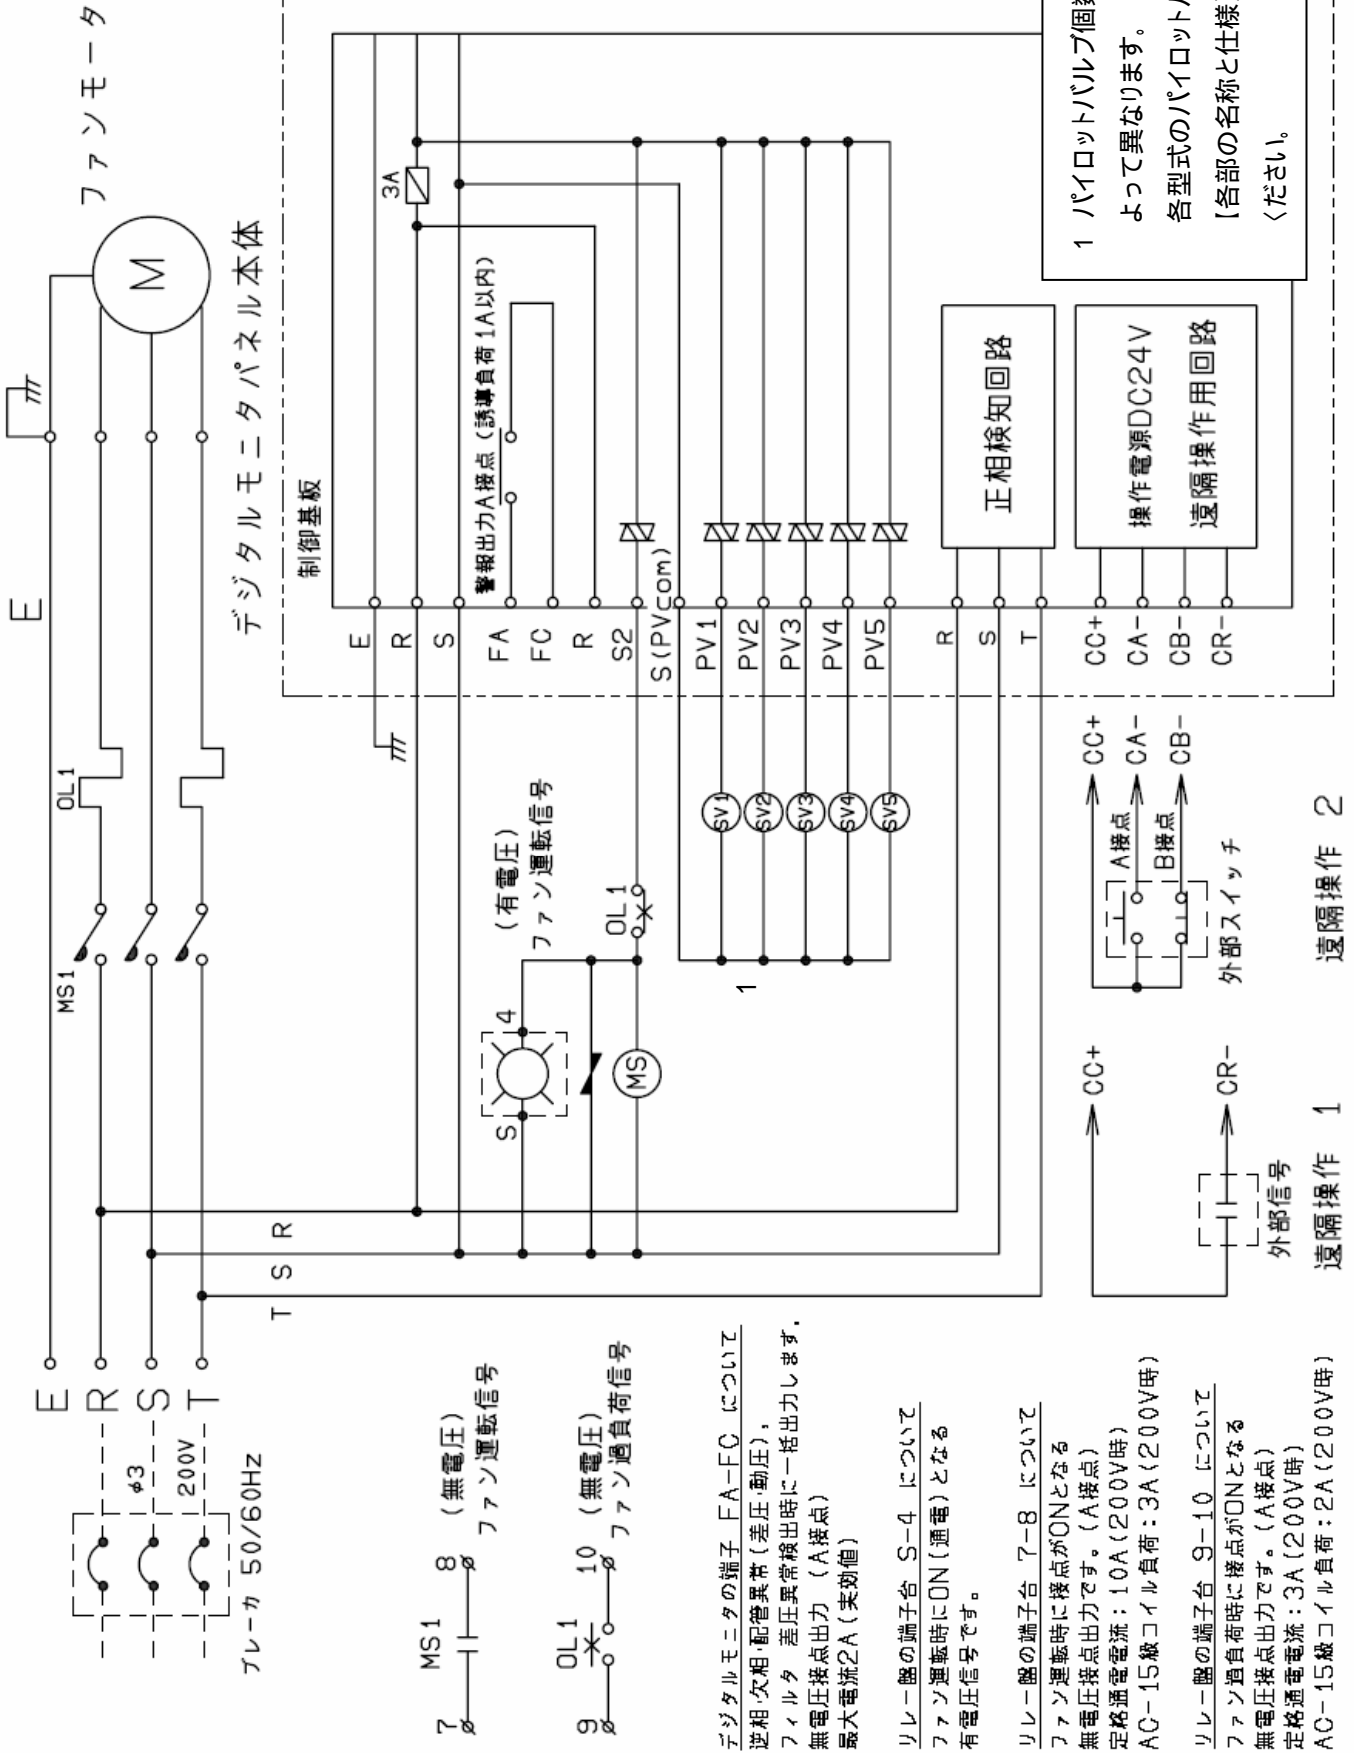 E
R
S
T
φ3
200V
ブレーカ 50/60Hz
MS1
OL1
E
M
ファンモータ
デジタルモニタパネル本体
制御基板
T S R
MS1
7 8
(無電圧)
ファン運転信号
OL1
9 10
(無電圧)
ファン過負荷信号
S 4
(有電圧)
ファン運転信号
MS
OL1
E
R
S
FA
FC
R
S2
S(PVcom)
PV1
PV2
PV3
PV4
PV5
R
S
T
CC+
CA-
CB-
CR-
3A
警報出力A接点(誘導負荷 1A以内)
1
SV1
SV2
SV3
SV4
SV5
正相検知回路
操作電源DC24V
遠隔操作用回路
デジタルモニタの端子 FA-FC について
逆相・欠相・配管異常(差圧・動圧),
フィルタ 差圧異常検出時に一括出力します.
無電圧接点出力 (A接点)
最大電流2A(実効値)
リレー盤の端子台 S-4 について
ファン運転時にON(通電)となる
有電圧信号です。
リレー盤の端子台 7-8 について
ファン運転時に接点がONとなる
無電圧接点出力です。(A接点)
定格通電電流:10A(200V時)
AC-15級コイル負荷:3A(200V時)
リレー盤の端子台 9-10 について
ファン過負荷時に接点がONとなる
無電圧接点出力です。(A接点)
定格通電電流:3A(200V時)
AC-15級コイル負荷:2A(200V時)
CC+
CR-
外部信号
遠隔操作 1
CC+
CA-
CB-
A接点
B接点
外部スイッチ
遠隔操作 2
1 パイロットバルブ個数
よって異なります。
各型式のパイロット
【各部の名称と仕様
ください。